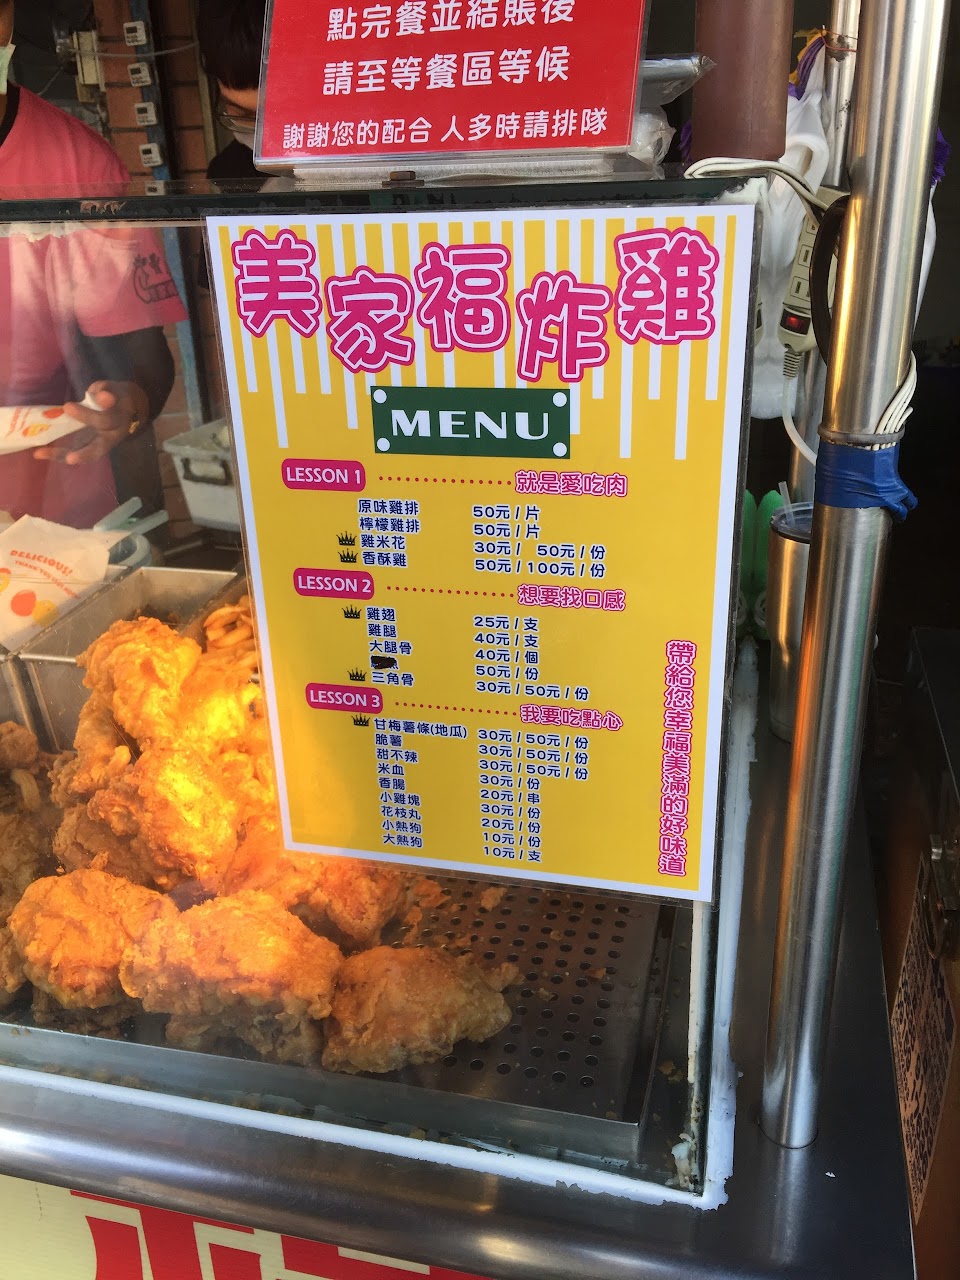 點完餐並結賬後
請至等餐區等候
謝謝您的配合 人多時請排隊
美家福炸雞
MENU
LESSON 1 就是愛吃肉
原味雞排 50元 / 片
檸檬雞排 50元 / 片
雞米花 30元 / 50元 / 份
香酥雞 50元 / 100元 / 份
LESSON 2 想要找口感
雞翅 25元 / 支
雞腿 40元 / 支
大腿骨 40元 / 個
50元 / 份
三角骨 30元 / 50元 / 份
LESSON 3 我要吃點心
甘梅薯條(地瓜) 30元 / 50元 / 份
脆薯 30元 / 50元 / 份
甜不辣 30元 / 50元 / 份
米血 30元 / 份
香腸 20元 / 串
小雞塊 30元 / 份
花枝丸 20元 / 份
小熱狗 10元 / 份
大熱狗 10元 / 支
帶給您幸福美滿的好味道
DELICIOUS!